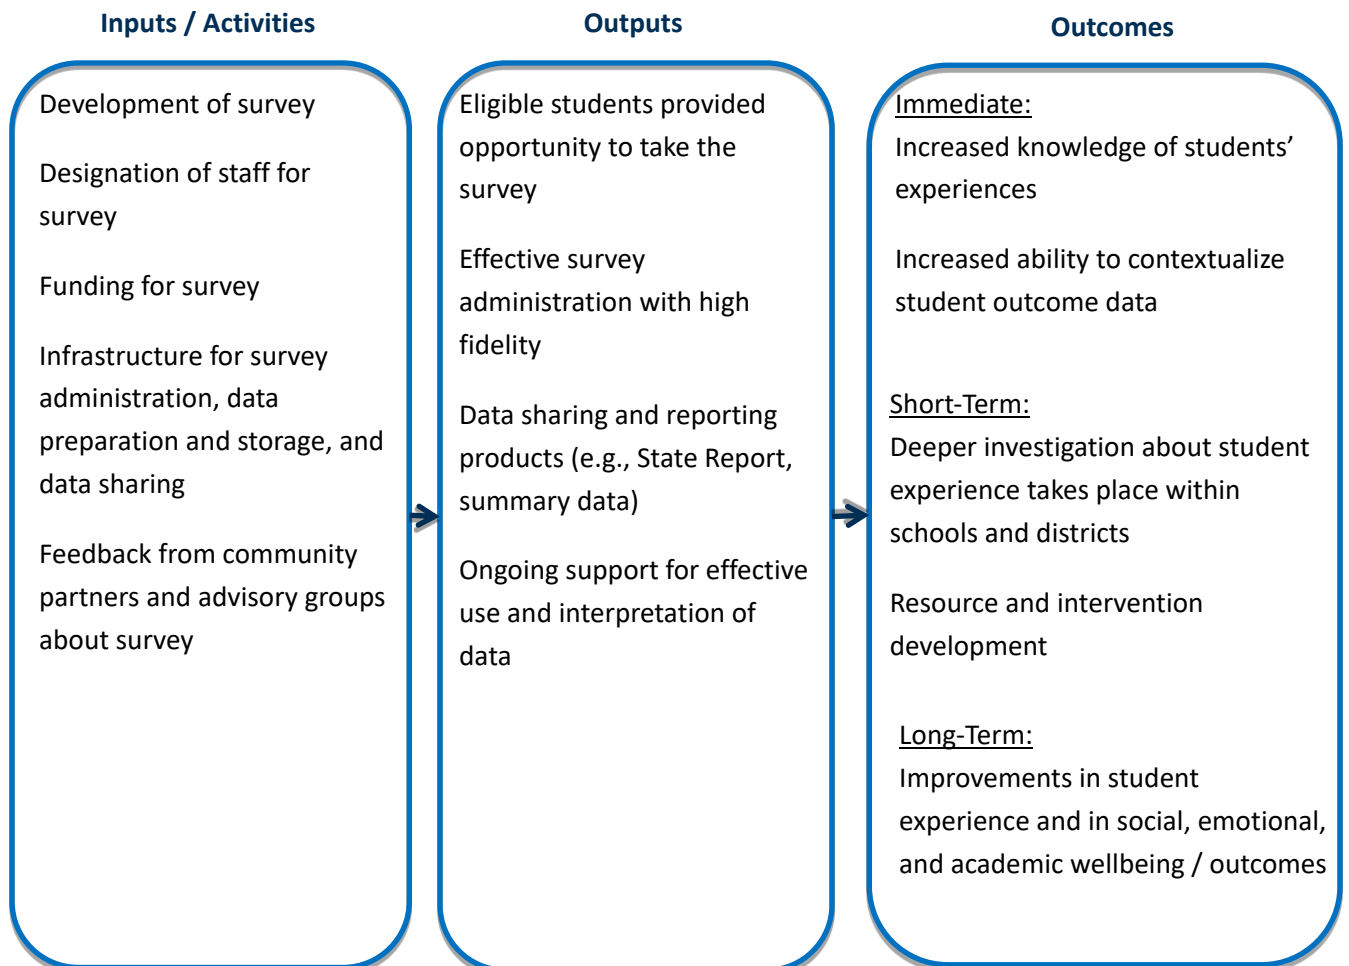 Inputs / Activities
Development of survey
Designation of staff for
survey
Funding for survey
Infrastructure for survey
administration, data
preparation and storage, and
data sharing
Feedback from community
partners and advisory groups
about survey
Outputs
Eligible students provided
opportunity to take the
survey
Effective survey
administration with high
fidelity
Data sharing and reporting
products (e.g., State Report,
summary data)
Ongoing support for effective
use and interpretation of
data
Outcomes
Immediate:
Increased knowledge of students’
experiences
Increased ability to contextualize
student outcome data
Short-Term:
Deeper investigation about student
experience takes place within
schools and districts
Resource and intervention
development
Long-Term:
Improvements in student
experience and in social, emotional,
and academic wellbeing / outcomes